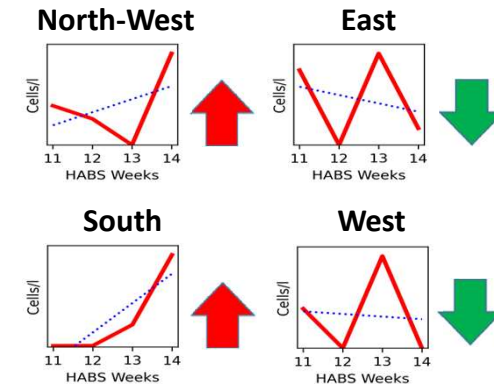 North-West
Cells/l
11 12 13 14
HABS Weeks
East
Cells/l
11 12 13 14
HABS Weeks
South
Cells/l
11 12 13 14
HABS Weeks
West
Cells/l
11 12 13 14
HABS Weeks